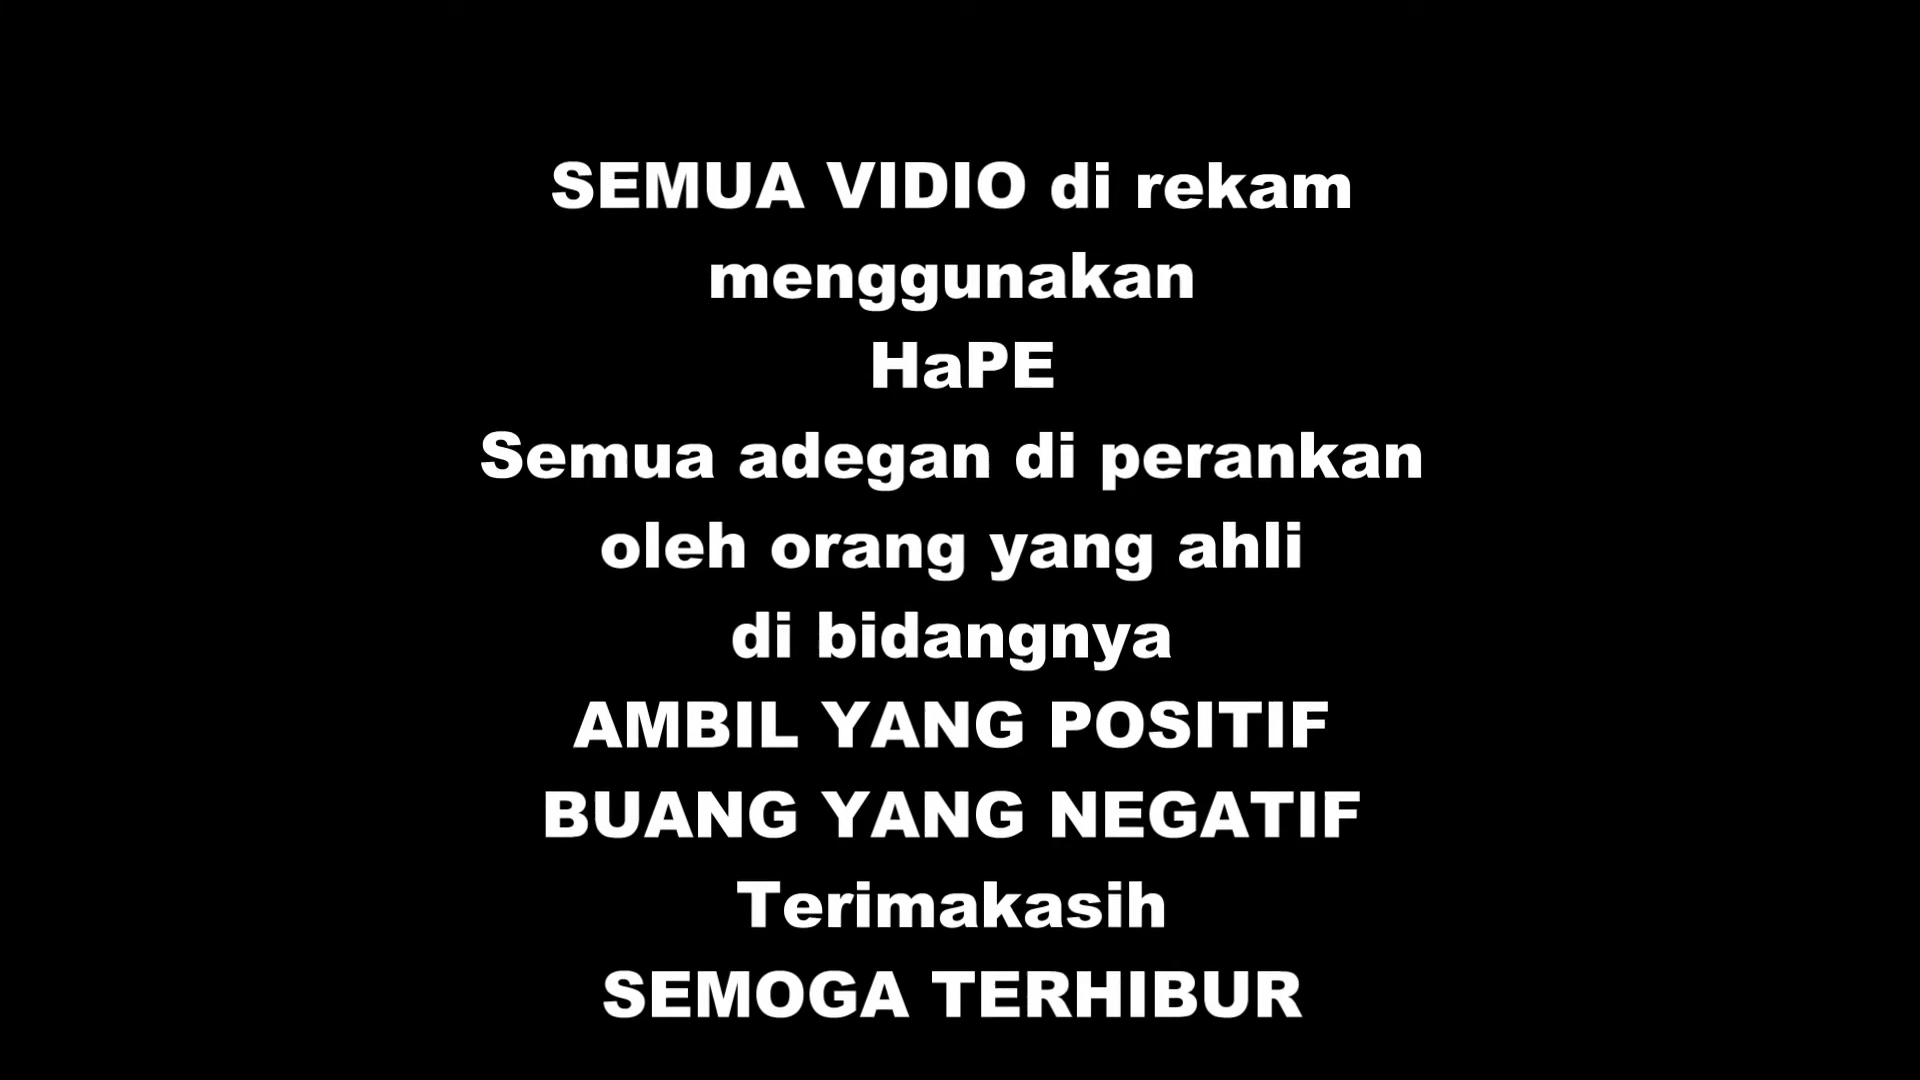 SEMUA VIDIO di rekam
menggunakan
HaPE
Semua adegan di perankan
oleh orang yang ahli
di bidangnya
AMBIL YANG POSITIF
BUANG YANG NEGATIF
Terimakasih
SEMOGA TERHIBUR